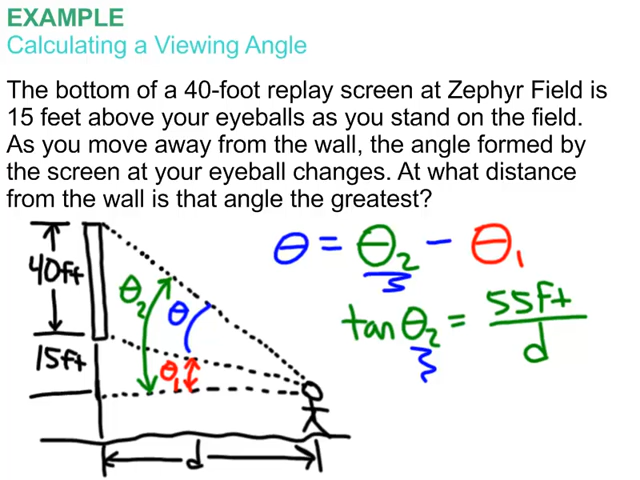 EXAMPLE
Calculating a Viewing Angle
The bottom of a 40-foot replay screen at Zephyr Field is
15 feet above your eyeballs as you stand on the field.
As you move away from the wall, the angle formed by
the screen at your eyeball changes. At what distance
from the wall is that angle the greatest?
θ = θ₂ - θ₁
tan θ₂ = 55ft / d
40ft
θ₂
θ
15ft
θ₁
d